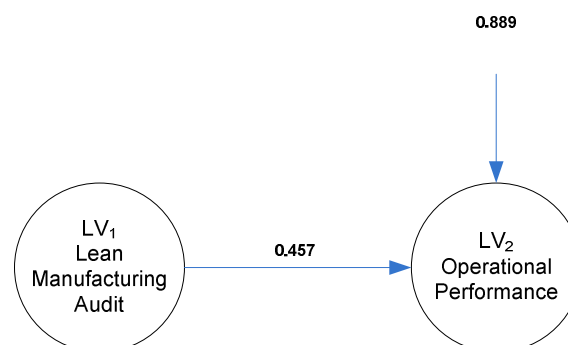 0.889
LV₁
Lean
Manufacturing
Audit
0.457
LV₂
Operational
Performance